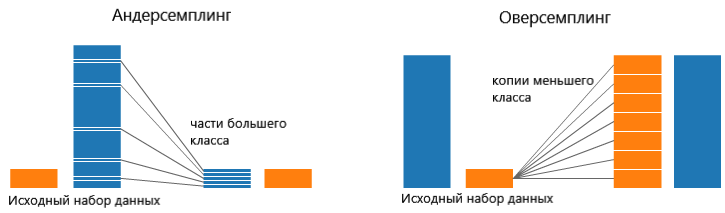 Андерсемплинг
части большего
класса
Исходный набор данных
Оверсемплинг
копии меньшего
класса
Исходный набор данных